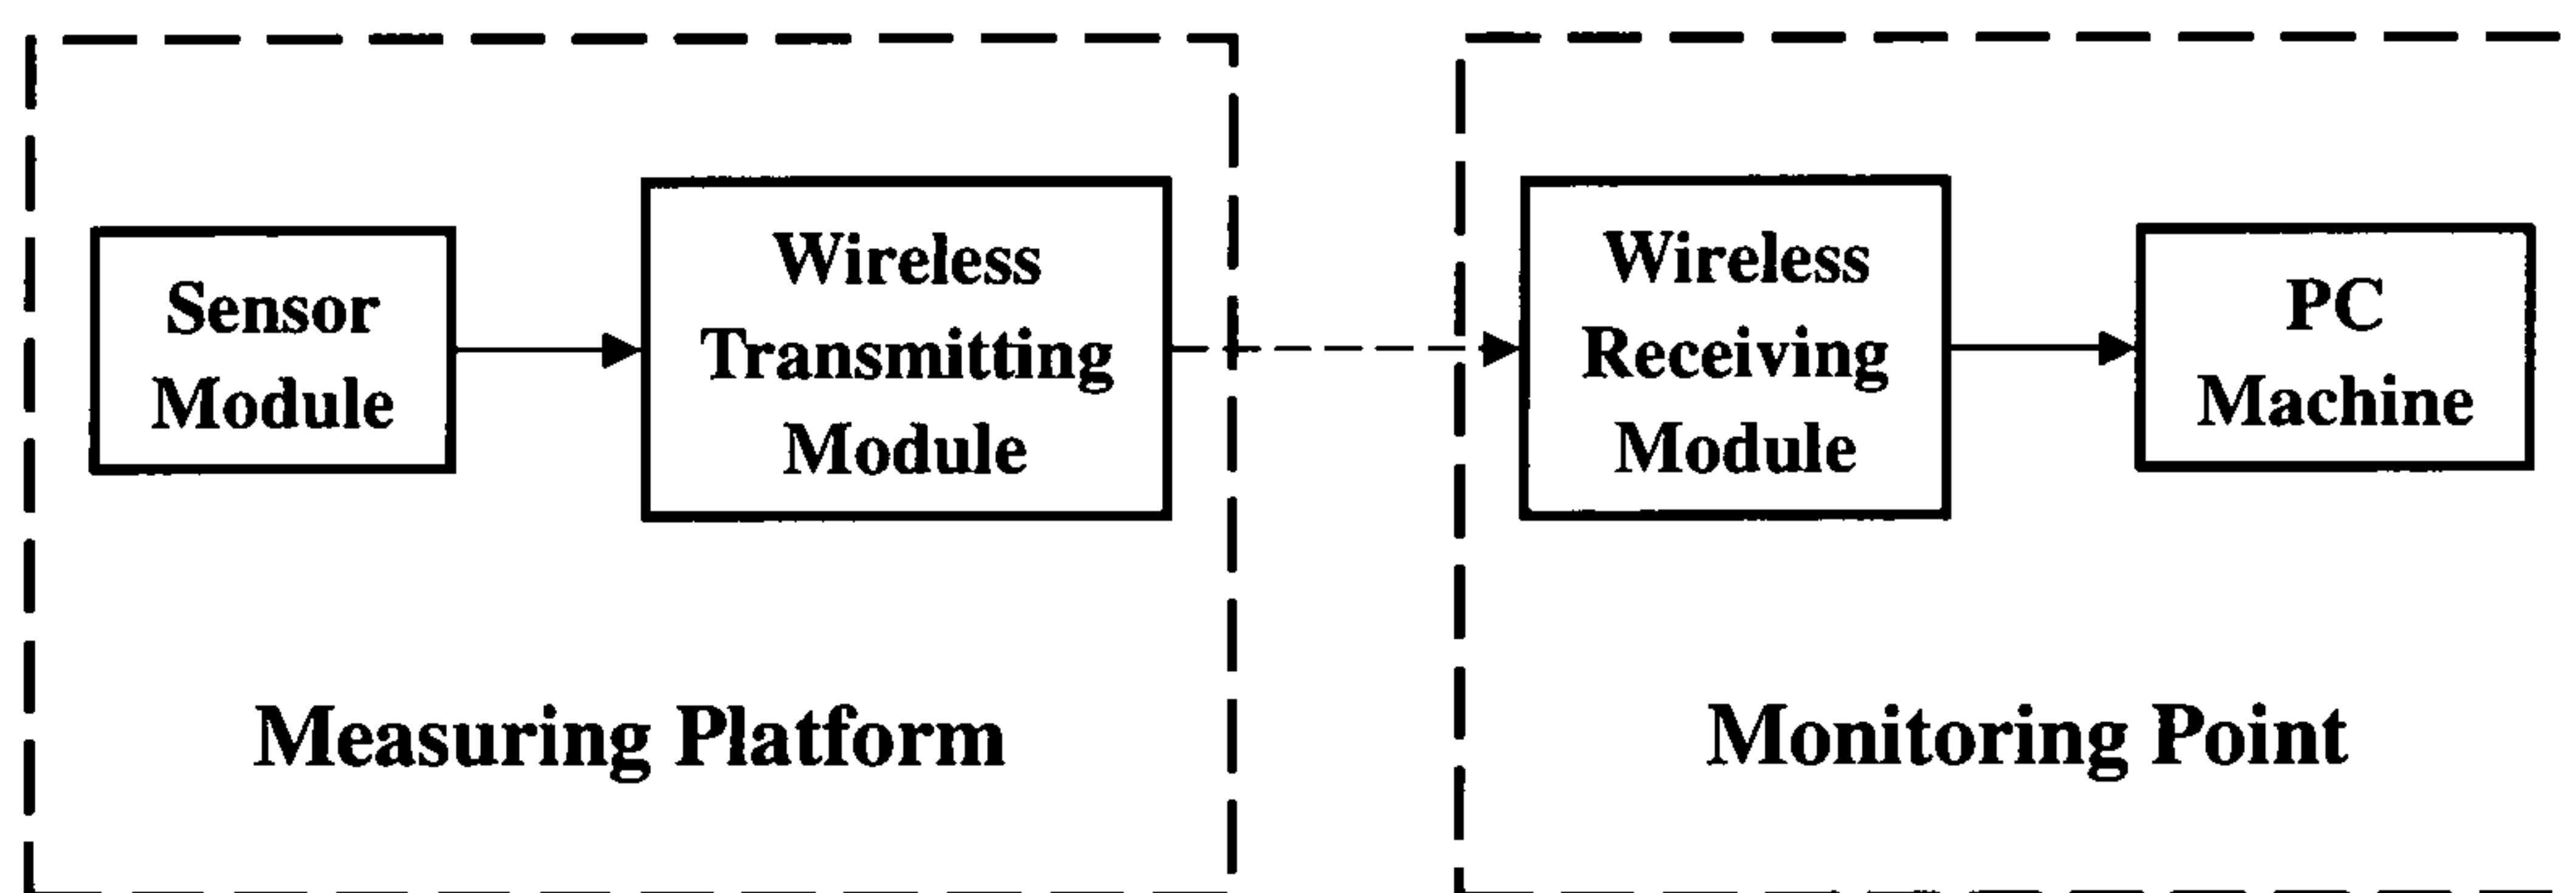 Sensor
Module
Wireless
Transmitting
Module
Wireless
Receiving
Module
PC
Machine
Measuring Platform
Monitoring Point